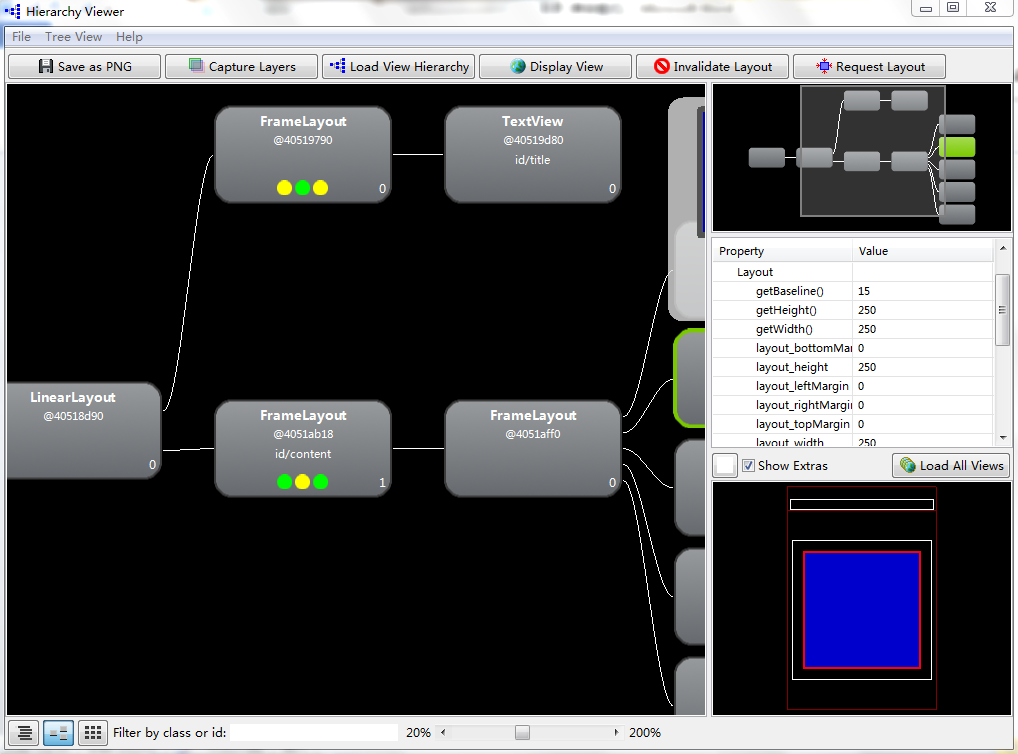 Hierarchy Viewer
File Tree View Help
Save as PNG Capture Layers Load View Hierarchy Display View Invalidate Layout Request Layout
FrameLayout
@40519790
0
TextView
@40519d80
id/title
0
LinearLayout
@40518d90
0
FrameLayout
@4051ab18
id/content
1
FrameLayout
@4051aff0
0
Property Value
Layout
getBaseline() 15
getHeight() 250
getWidth() 250
layout_bottomMar 0
layout_height 250
layout_leftMargin 0
layout_rightMargin 0
layout_topMargin 0
layout_width 250
Show Extras Load All Views
Filter by class or id: 20% 200%